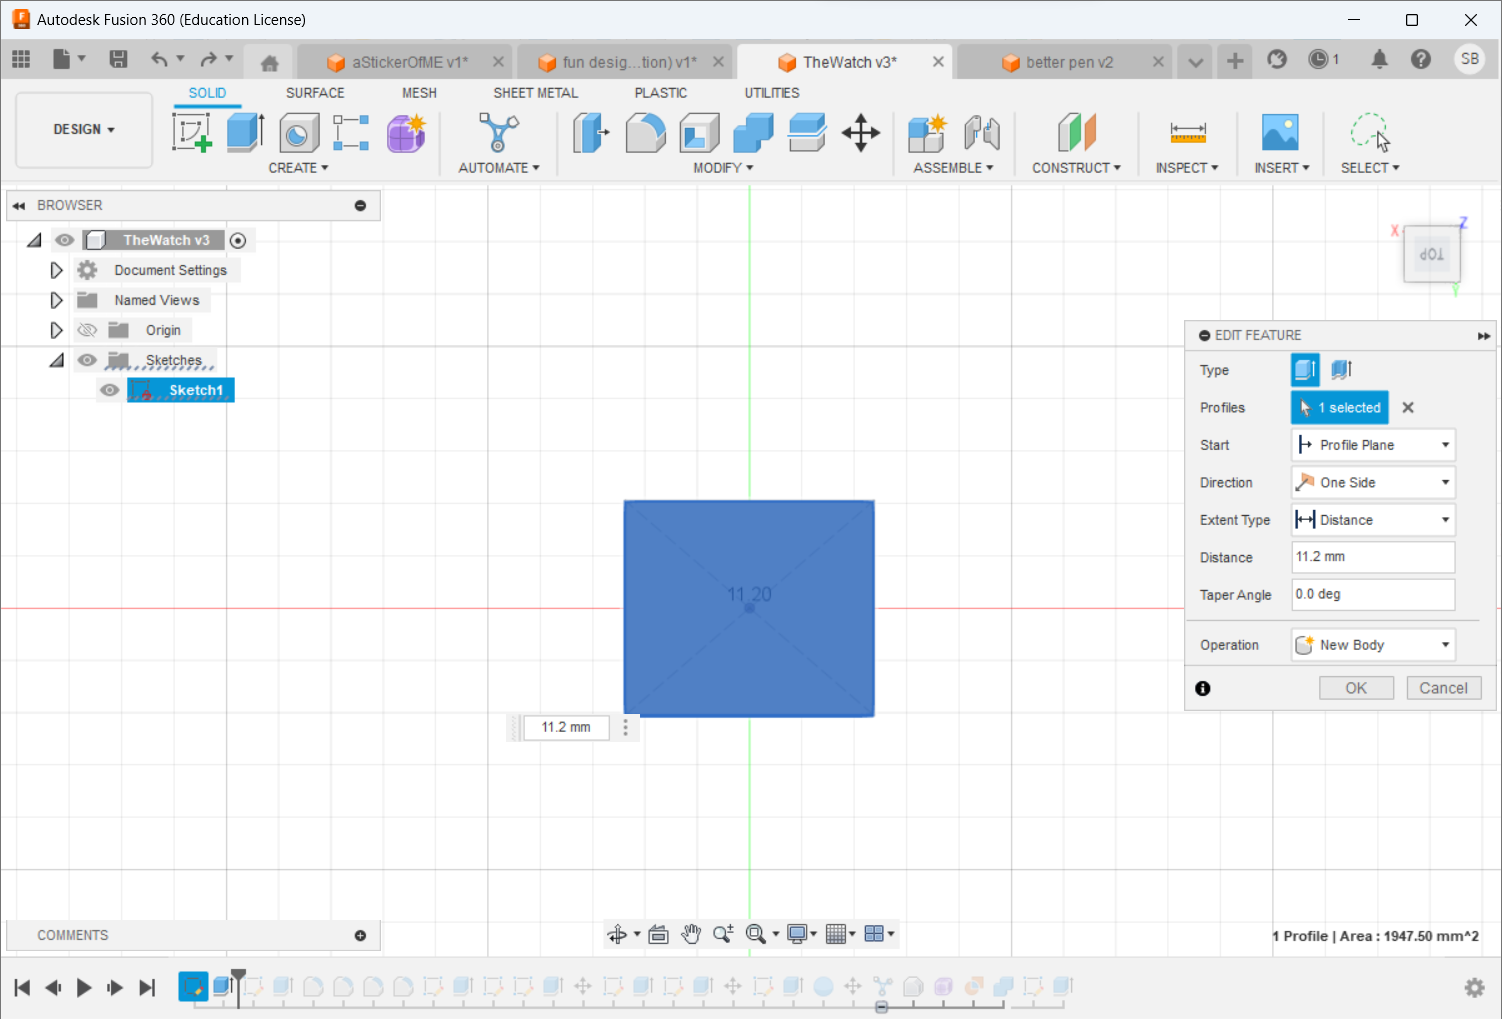 Autodesk Fusion 360 (Education License)
aStickerOfME v1*
fun desig...tion) v1*
TheWatch v3*
better pen v2
1
SB
DESIGN
SOLID
SURFACE
MESH
SHEET METAL
PLASTIC
UTILITIES
CREATE
AUTOMATE
MODIFY
ASSEMBLE
CONSTRUCT
INSPECT
INSERT
SELECT
BROWSER
TheWatch v3
Document Settings
Named Views
Origin
Sketches
Sketch1
X
Z
TOP
Y
EDIT FEATURE
Type
Profiles
1 selected
Start
Profile Plane
Direction
One Side
Extent Type
Distance
Distance
11.2 mm
Taper Angle
0.0 deg
Operation
New Body
OK
Cancel
11.20
11.2 mm
COMMENTS
1 Profile | Area : 1947.50 mm^2